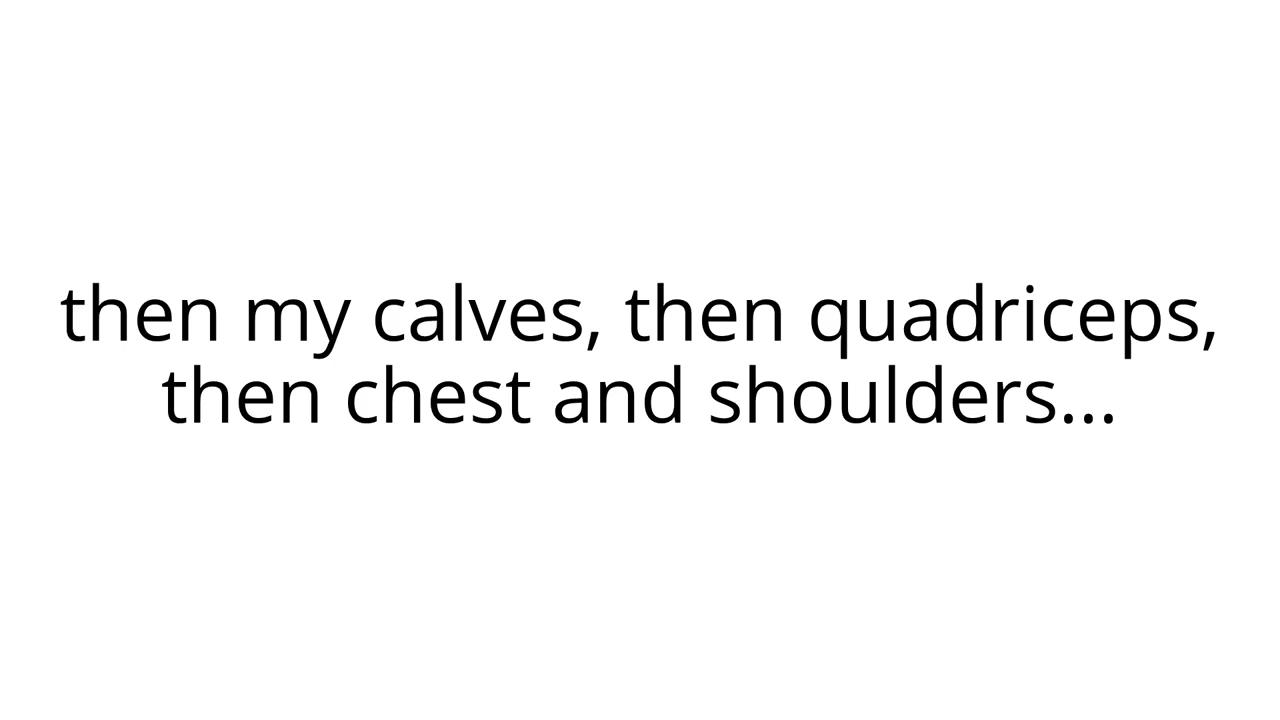 then my calves, then quadriceps,
then chest and shoulders...